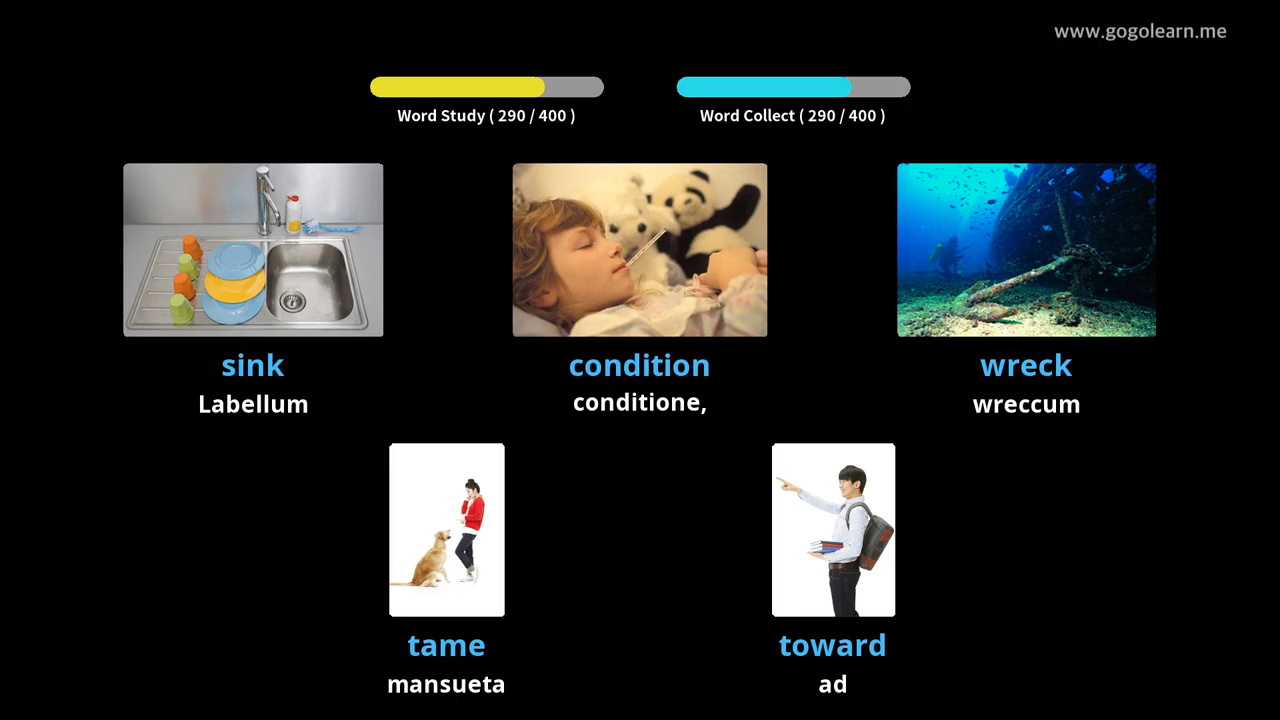 www.gogolearn.me
Word Study ( 290 / 400 )
Word Collect ( 290 / 400 )
sink
Labellum
condition
conditione,
wreck
wreccum
tame
mansueta
toward
ad